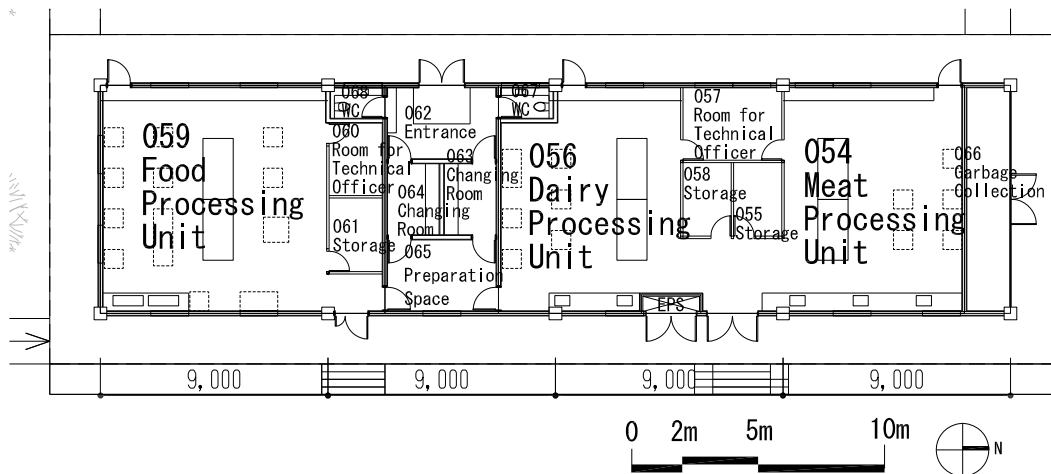 059
Food
Processing
Unit
068
WC
060
Room for
Technical
Officer
061
Storage
062
Entrance
063
Changing
Room
064
Changing
Room
065
Preparation
Space
067
WC
056
Dairy
Processing
Unit
057
Room for
Technical
Officer
058
Storage
055
Storage
054
Meat
Processing
Unit
066
Garbage
Collection
EPS
9,000
9,000
9,000
9,000
0 2m 5m 10m
N